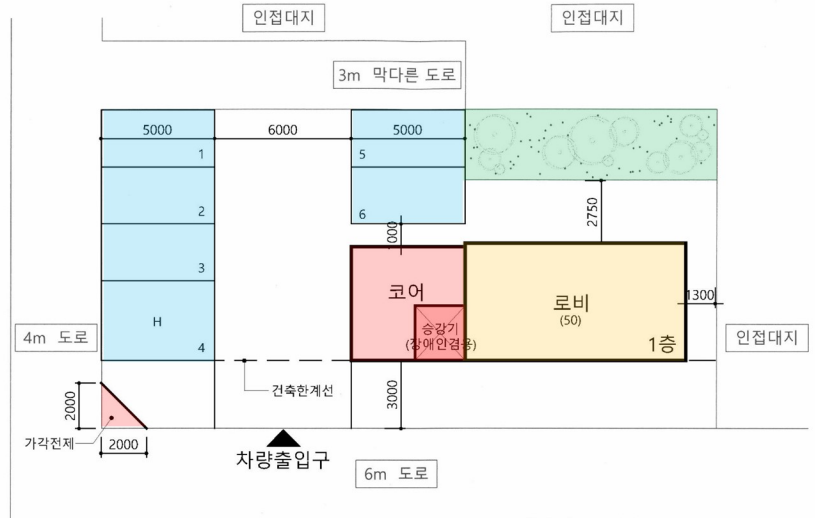 인접대지
인접대지
3m 막다른 도로
5000
6000
5000
1
5
2
6
1000
2750
3
코어
로비
(50)
1300
H
승강기
(장애인겸용)
1층
4m 도로
4
인접대지
건축한계선
2000
3000
가각전제
2000
차량출입구
6m 도로